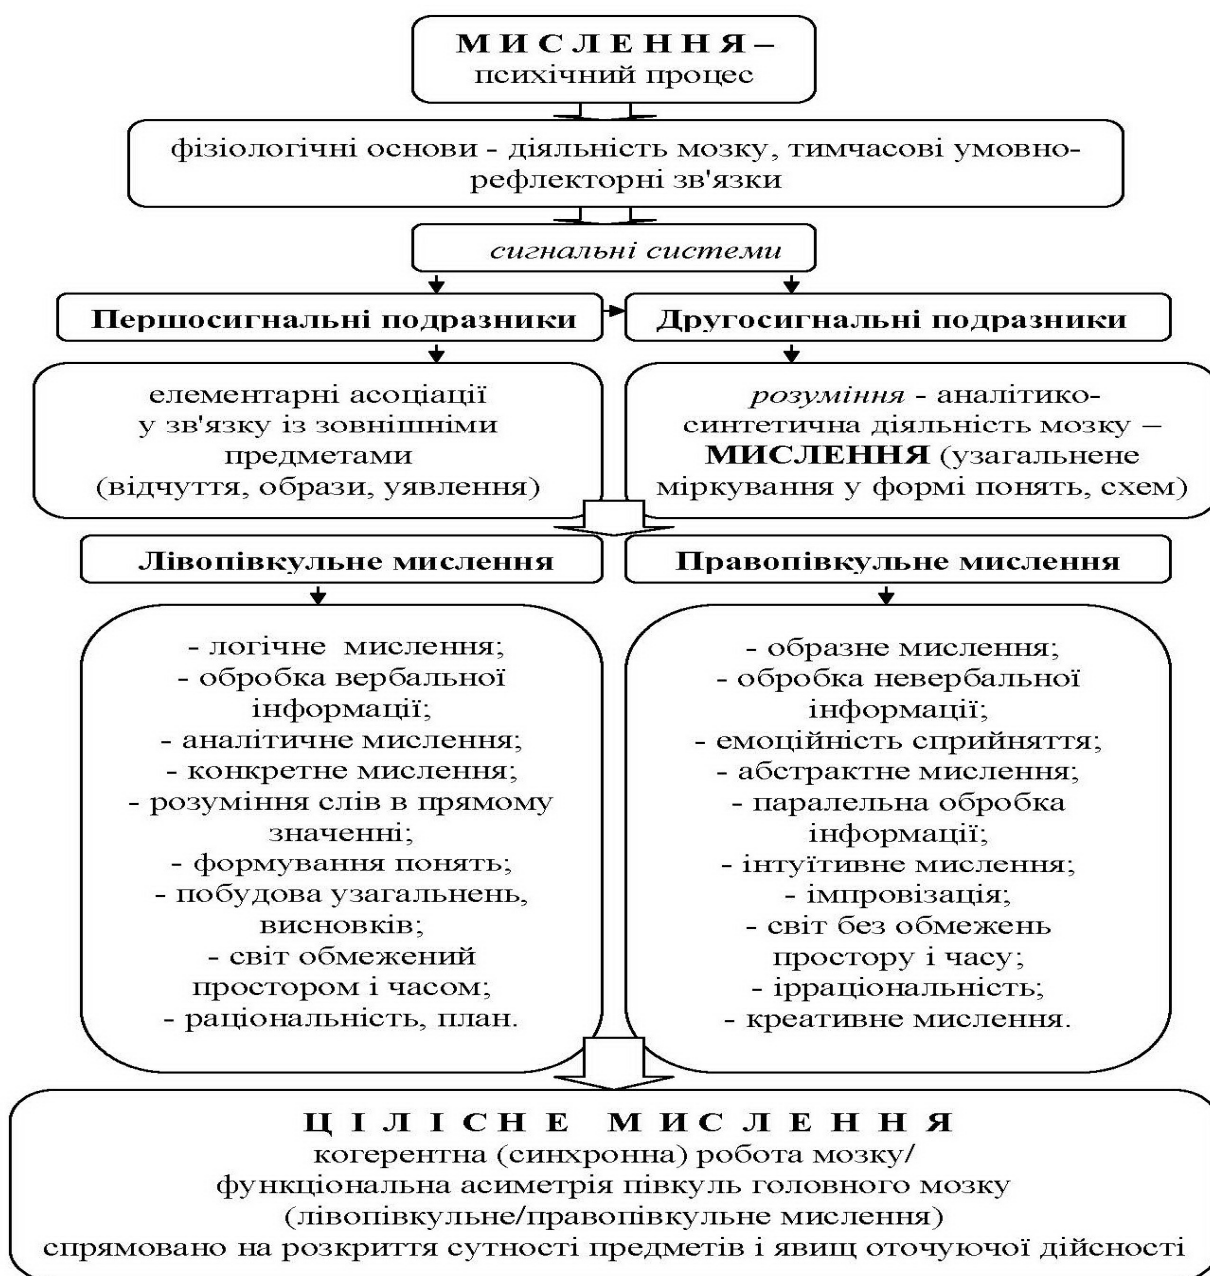 М И С Л Е Н Н Я –
психічний процес
фізіологічні основи - діяльність мозку, тимчасові умовно-
рефлекторні зв'язки
сигнальні системи
Першосигнальні подразники
Другосигнальні подразники
елементарні асоціації
у зв'язку із зовнішніми
предметами
(відчуття, образи, уявлення)
розуміння - аналітико-
синтетична діяльність мозку –
МИСЛЕННЯ (узагальнене
міркування у формі понять, схем)
Лівопівкульне мислення
Правопівкульне мислення
- логічне мислення;
- обробка вербальної
інформації;
- аналітичне мислення;
- конкретне мислення;
- розуміння слів в прямому
значенні;
- формування понять;
- побудова узагальнень,
висновків;
- світ обмежений
простором і часом;
- раціональність, план.
- образне мислення;
- обробка невербальної
інформації;
- емоційність сприйняття;
- абстрактне мислення;
- паралельна обробка
інформації;
- інтуїтивне мислення;
- імпровізація;
- світ без обмежень
простору і часу;
- ірраціональність;
- креативне мислення.
Ц І Л І С Н Е М И С Л Е Н Н Я
когерентна (синхронна) робота мозку/
функціональна асиметрія півкуль головного мозку
(лівопівкульне/правопівкульне мислення)
спрямовано на розкриття сутності предметів і явищ оточуючої дійсності